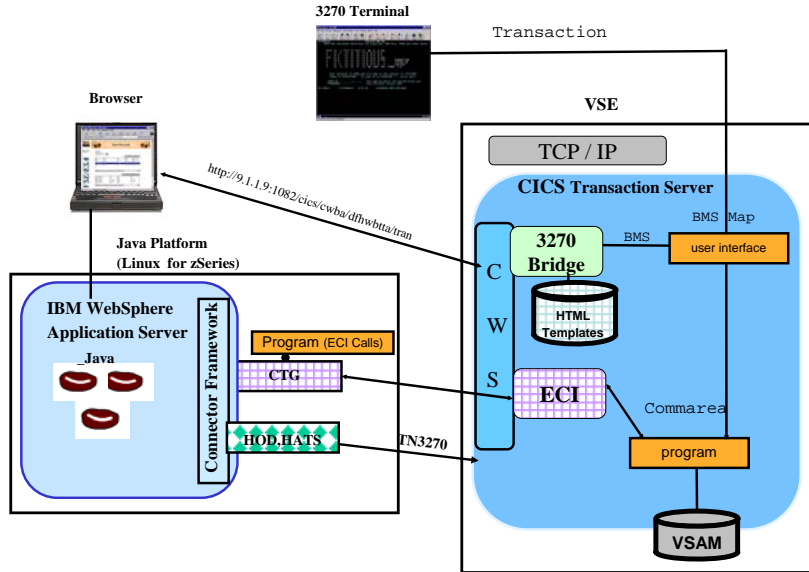 3270 Terminal
Transaction
FICTITIOUS
Browser
VSE
TCP / IP
http://9.1.1.9:1082/cics/cwba/dfhwbtta/tran
CICS Transaction Server
BMS Map
3270
Bridge
BMS
user interface
Java Platform
(Linux for zSeries)
C
W
S
HTML
Templates
IBM WebSphere
Application Server
_Java
Connector Framework
Program (ECI Calls)
CTG
ECI
Commarea
HOD,HATS
TN3270
program
VSAM